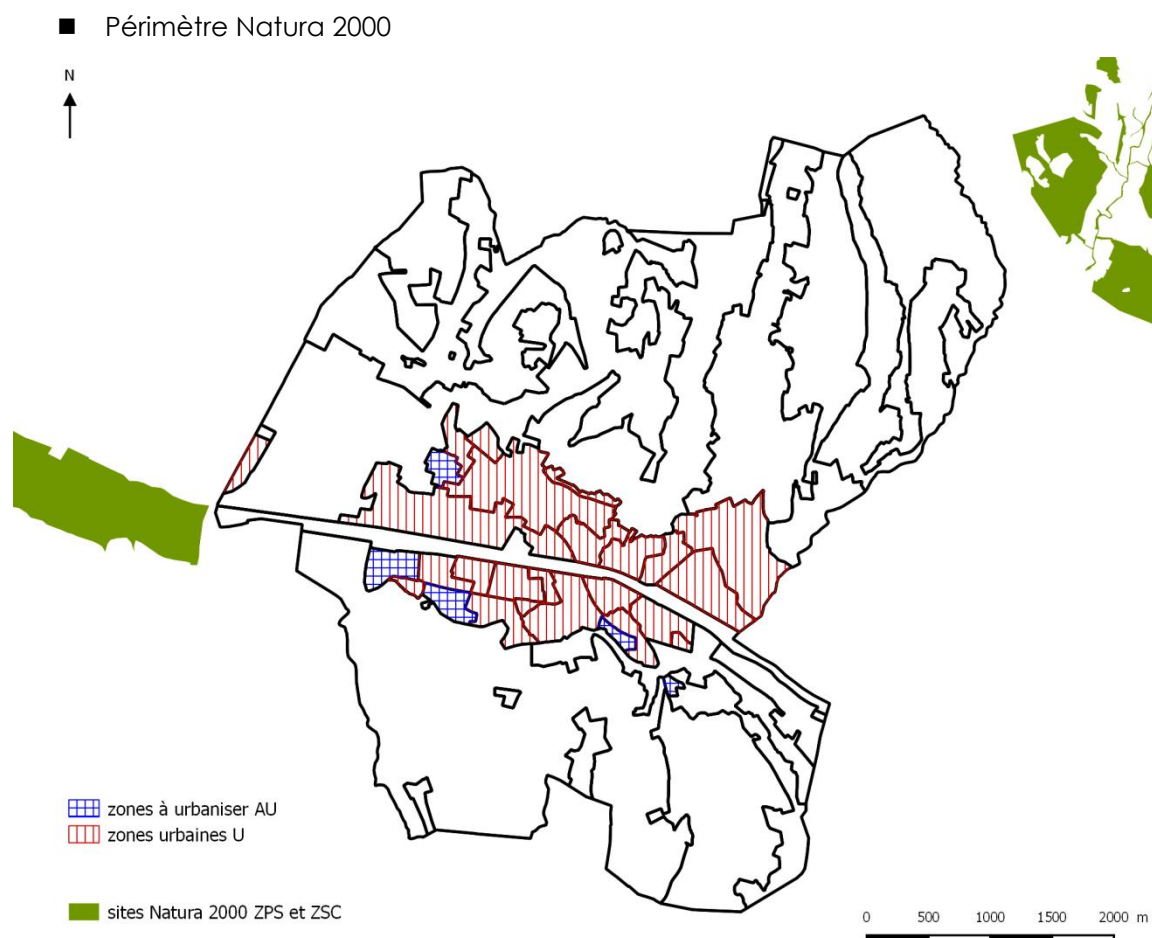 ■ Périmètre Natura 2000
N
zones à urbaniser AU
zones urbaines U
sites Natura 2000 ZPS et ZSC
0 500 1000 1500 2000 m